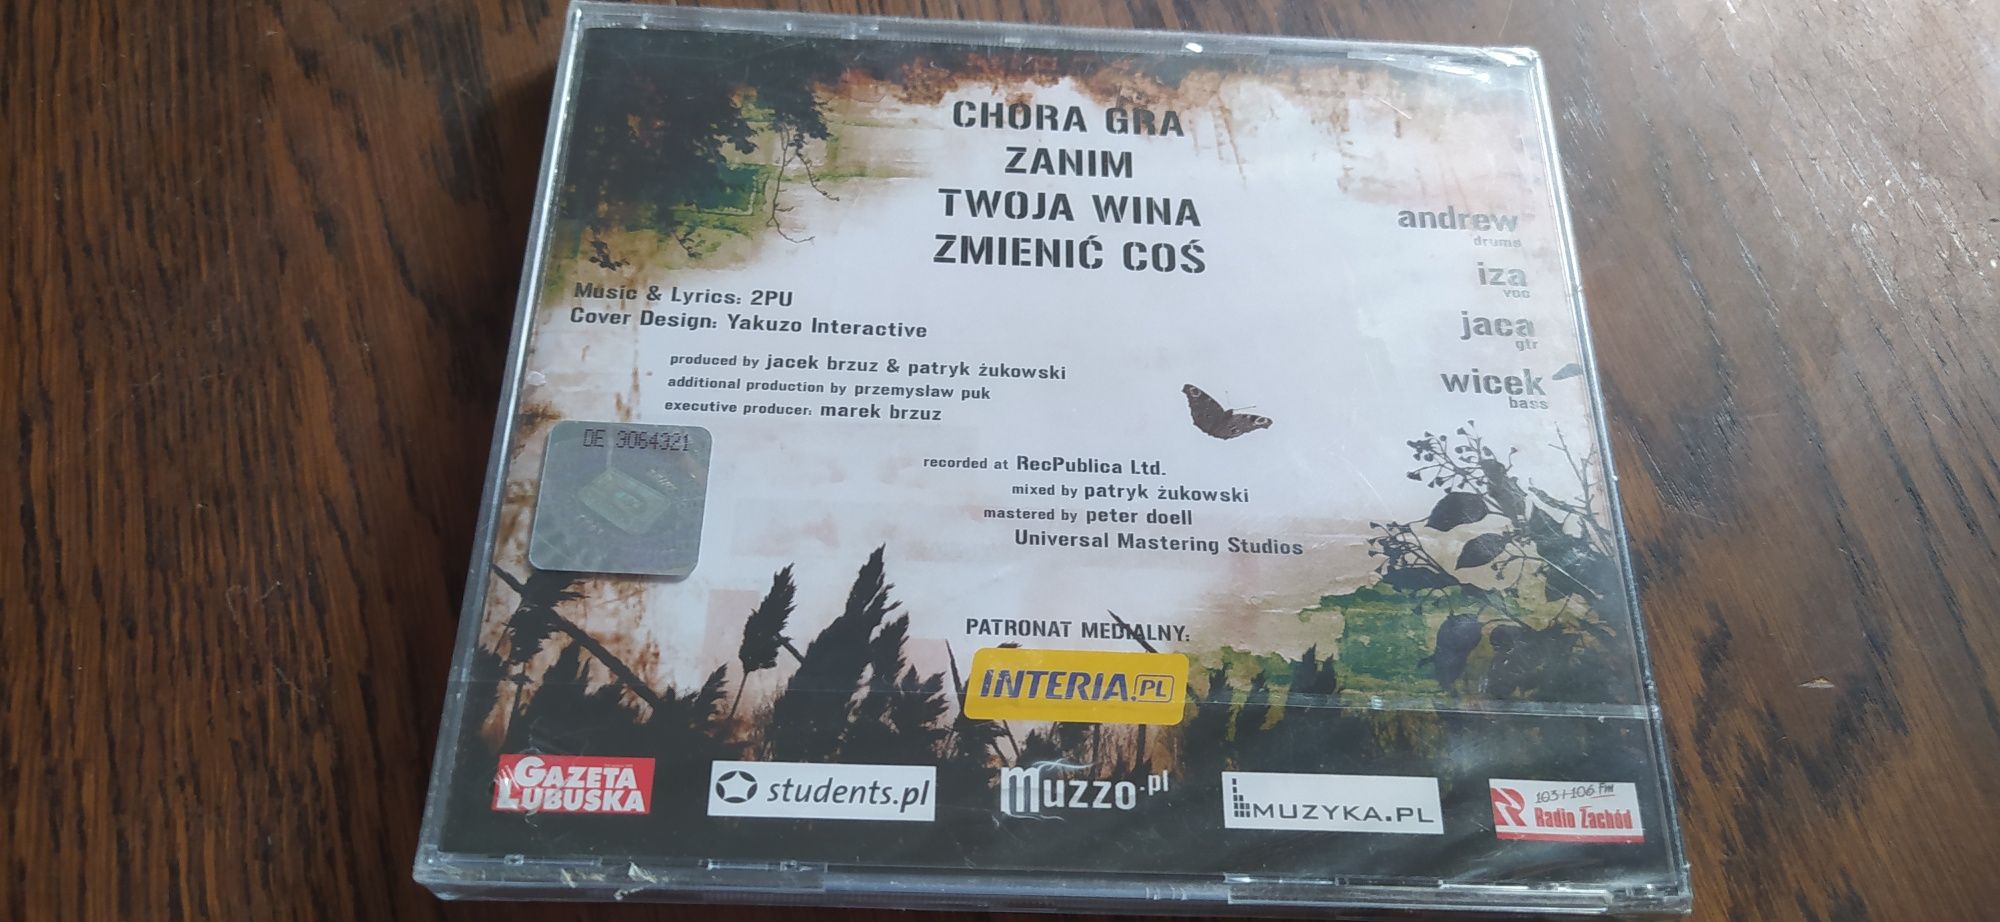 CHORA GRA
ZANIM
TWOJA WINA
ZMIENIĆ COŚ
andrew
drums
iza
voc
jaca
gtr
wicek
bass
Music & Lyrics: 2PU
Cover Design: Yakuzo Interactive
produced by jacek brzuz & patryk żukowski
additional production by przemysław puk
executive producer: marek brzuz
DE 3064321
recorded at RecPublica Ltd.
mixed by patryk żukowski
mastered by peter doell
Universal Mastering Studios
PATRONAT MEDIALNY:
INTERIA.PL
GAZETA LUBUSKA
students.pl
muzzo.pl
MUZYKA.PL
103 i 106 FM
Radio Zachód